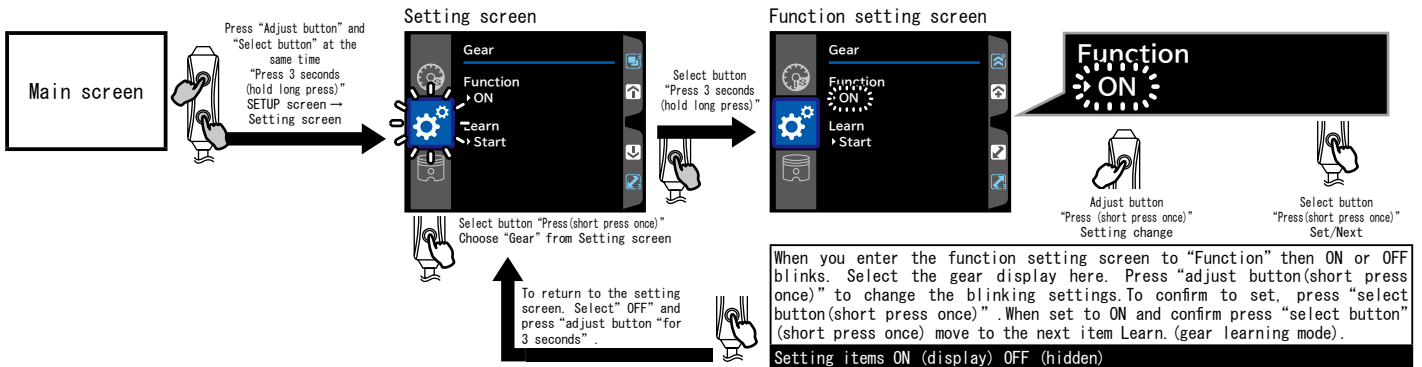 Main screen
Press “Adjust button” and
“Select button” at the
same time
“Press 3 seconds
(hold long press)”
SETUP screen →
Setting screen
Setting screen
Gear
Function
ON
Learn
Start
Select button “Press(short press once)”
Choose “Gear” from Setting screen
Select button
“Press 3 seconds
(hold long press)”
To return to the setting
screen. Select” OFF” and
press “adjust button “for
3 seconds” .
Function setting screen
Gear
Function
ON
Learn
Start
Function
ON
Adjust button
“Press (short press once)”
Setting change
Select button
“Press(short press once)”
Set/Next
When you enter the function setting screen to “Function” then ON or OFF
blinks. Select the gear display here. Press “adjust button(short press
once)” to change the blinking settings.To confirm to set, press “select
button(short press once)” .When set to ON and confirm press “select button”
(short press once) move to the next item Learn.(gear learning mode).
Setting items ON (display) OFF (hidden)